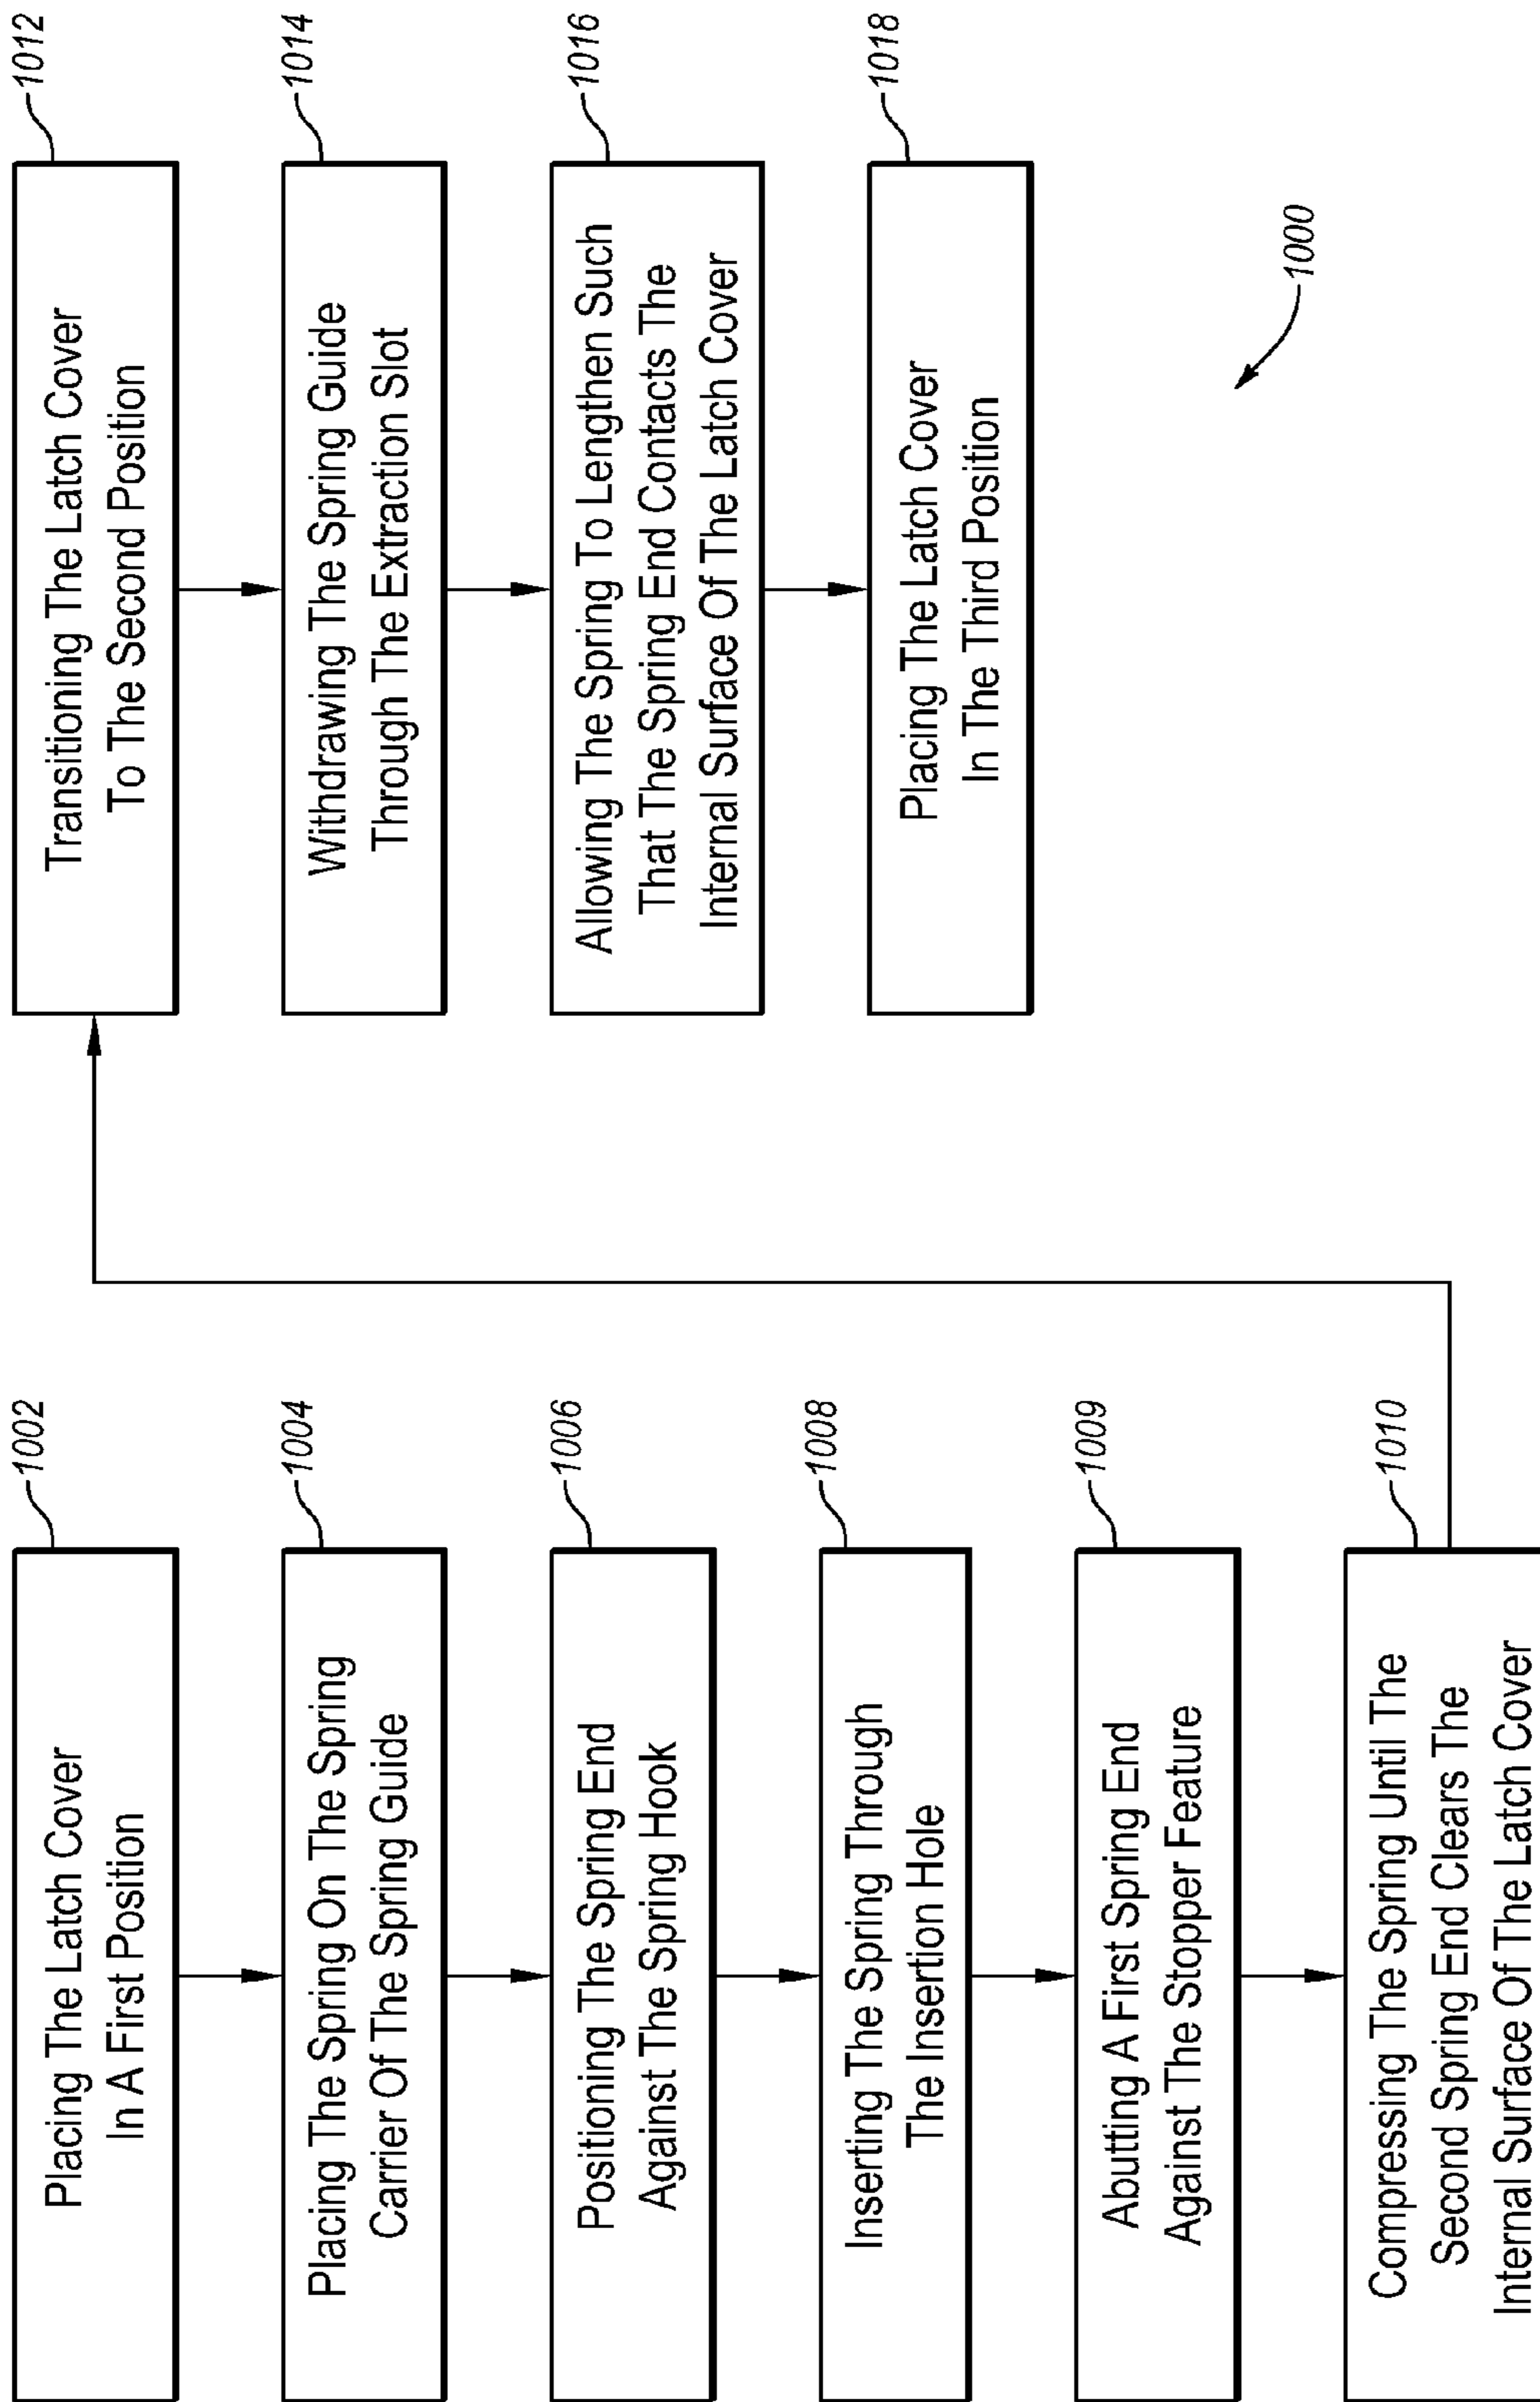 1002
Placing The Latch Cover
In A First Position
1004
Placing The Spring On The Spring
Carrier Of The Spring Guide
1006
Positioning The Spring End
Against The Spring Hook
1008
Inserting The Spring Through
The Insertion Hole
1009
Abutting A First Spring End
Against The Stopper Feature
1010
Compressing The Spring Until The
Second Spring End Clears The
Internal Surface Of The Latch Cover
1012
Transitioning The Latch Cover
To The Second Position
1014
Withdrawing The Spring Guide
Through The Extraction Slot
1016
Allowing The Spring To Lengthen Such
That The Spring End Contacts The
Internal Surface Of The Latch Cover
1018
Placing The Latch Cover
In The Third Position
1000